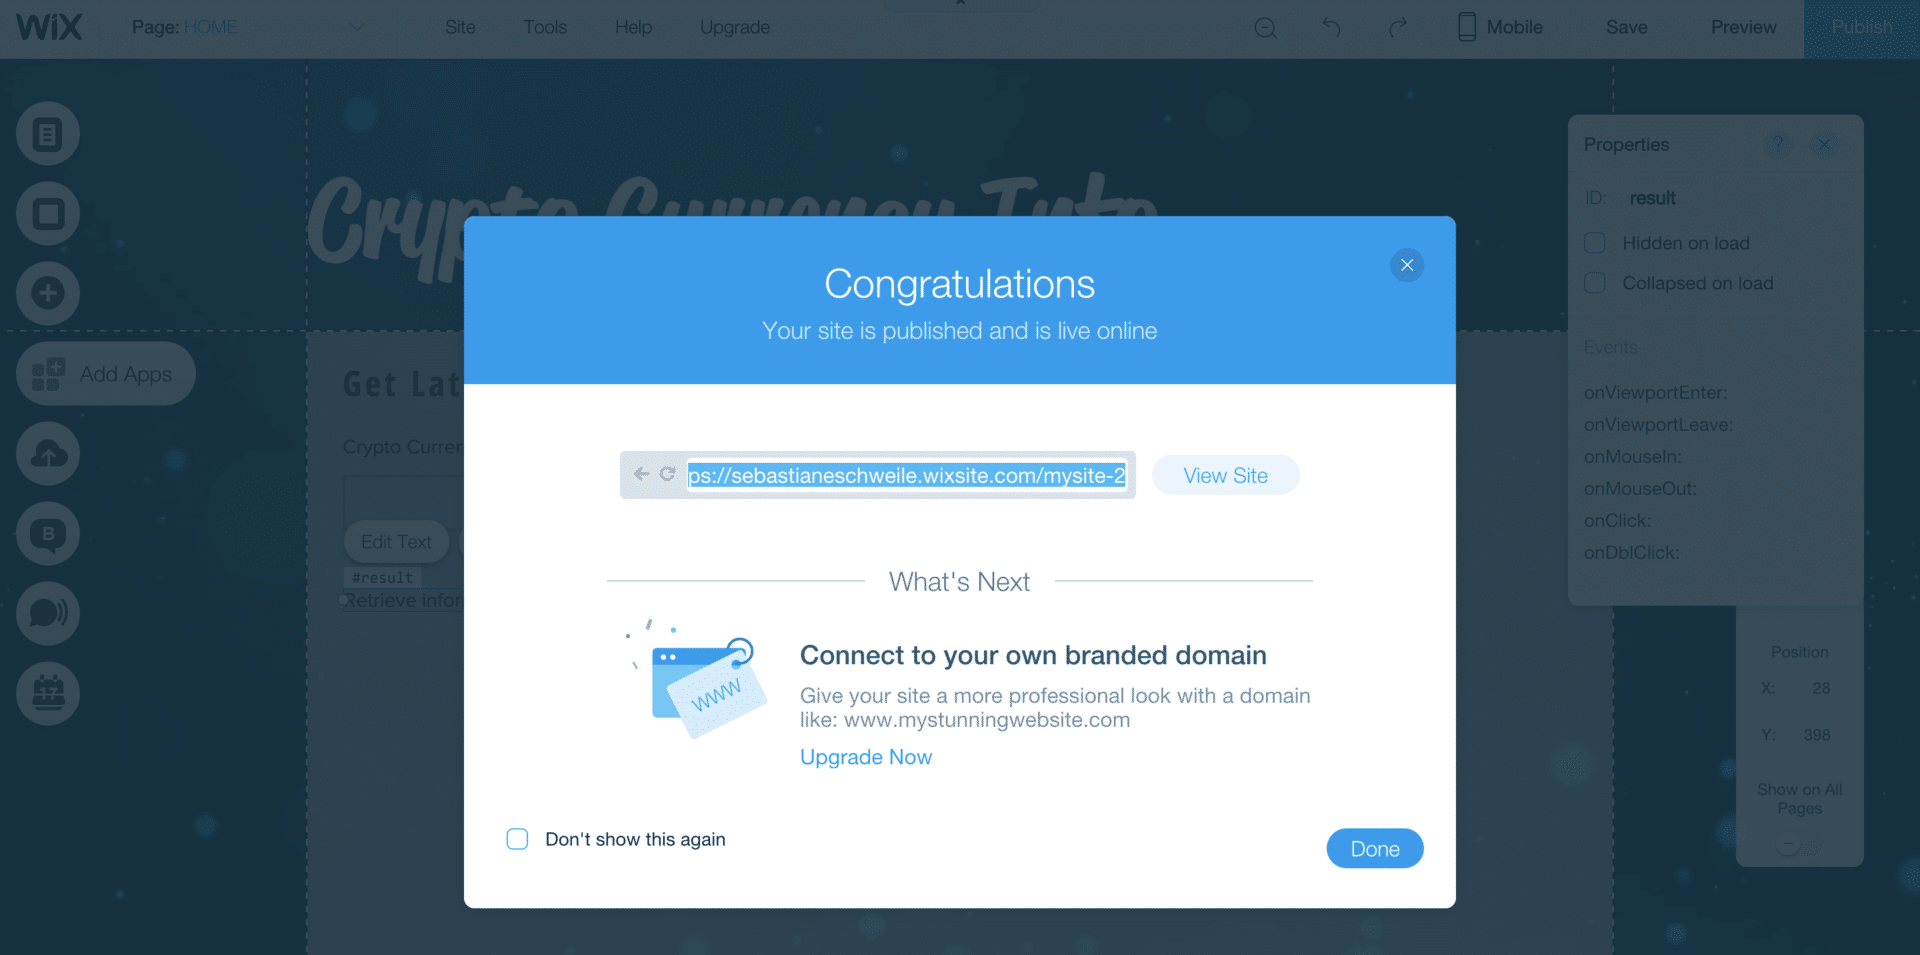 WiX
Page: HOME
Site
Tools
Help
Upgrade
Mobile
Save
Preview
Publish
Crypto Currency Tuto
Properties
?
ID: result
Hidden on load
Collapsed on load
Events
onViewportEnter:
onViewportLeave:
onMouseIn:
onMouseOut:
onClick:
onDblClick:
Add Apps
Get Lat
Crypto Curren
Edit Text
#result
Retrieve infor
B
17
Congratulations
Your site is published and is live online
ps://sebastianeschweile.wixsite.com/mysite-2
View Site
What's Next
WWW
Connect to your own branded domain
Give your site a more professional look with a domain
like: www.mystunningwebsite.com
Upgrade Now
Don't show this again
Done
Position
X: 28
Y: 398
Show on All
Pages